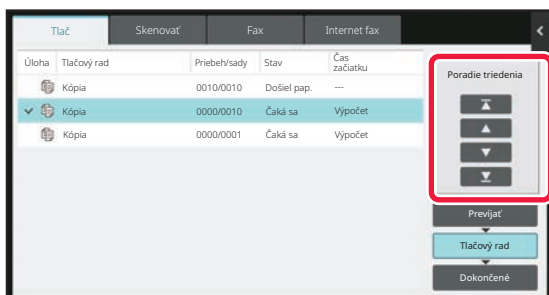 Tlač Skenovať Fax Internet fax
Úloha Tlačový rad Priebeh/sady Stav Čas začiatku
Kópia 0010/0010 Došiel pap. ---
Kópia 0000/0010 Čaká sa Výpočet
Kópia 0000/0001 Čaká sa Výpočet
Poradie triedenia
Prevíjať
Tlačový rad
Dokončené